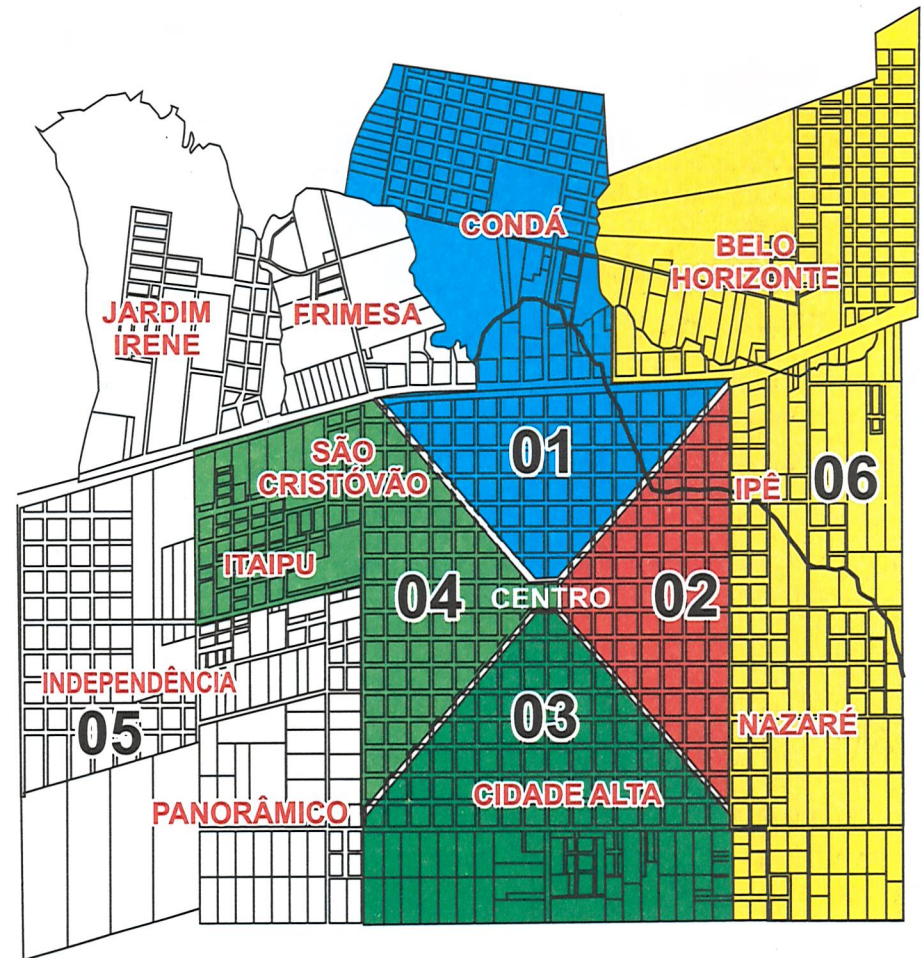 CONDÁ
BELO
HORIZONTE
JARDIM
IRENE
FRIMESA
SÃO
CRISTÓVÃO
01
IPÊ
06
ITAIPU
04
CENTRO
02
INDEPENDÊNCIA
05
03
NAZARÉ
PANORÂMICO
CIDADE ALTA